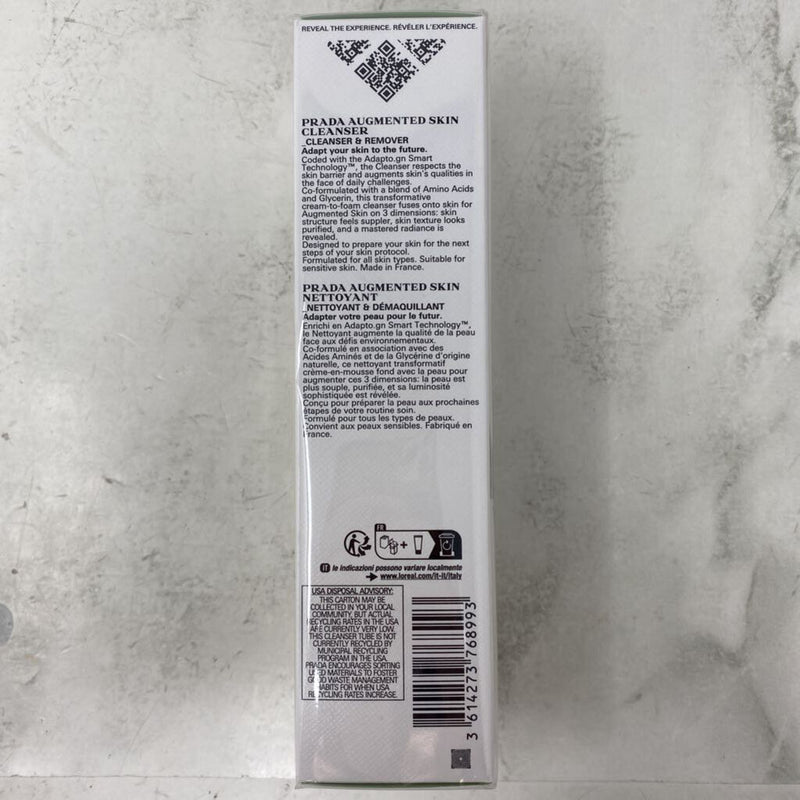 REVEAL THE EXPERIENCE. RÉVÉLER L'EXPÉRIENCE.
PRADA AUGMENTED SKIN
CLEANSER
_CLEANSER & REMOVER
Adapt your skin to the future.
Coded with the Adapto.gn Smart
Technology™, the Cleanser respects the
skin barrier and augments skin's qualities in
the face of daily challenges.
Co-formulated with a blend of Amino Acids
and Glycerin, this transformative
cream-to-foam cleanser fuses onto skin for
Augmented Skin on 3 dimensions: skin
structure feels suppler, skin texture looks
purified, and a mastered radiance is
revealed.
Designed to prepare your skin for the next
steps of your skin protocol.
Formulated for all skin types. Suitable for
sensitive skin. Made in France.
PRADA AUGMENTED SKIN
NETTOYANT
_NETTOYANT & DÉMAQUILLANT
Adapter votre peau pour le futur.
Enrichi en Adapto.gn Smart Technology™,
le Nettoyant augmente la qualité de la peau
face aux défis environnementaux.
Co-formulé en association avec des
Acides Aminés et de la Glycérine d'origine
naturelle, ce nettoyant transformatif
crème-en-mousse fond avec la peau pour
augmenter ces 3 dimensions: la peau est
plus souple, purifiée, et sa luminosité
sophistiquée est révélée.
Conçu pour préparer la peau aux prochaines
étapes de votre routine soin.
Formulé pour tous les types de peaux.
Convient aux peaux sensibles. Fabriqué en
France.
FR
+
IT le indicazioni possono variare localmente
www.loreal.com/it-it/italy
USA DISPOSAL ADVISORY:
THIS CARTON MAY BE
COLLECTED IN YOUR LOCAL
COMMUNITY, BUT ACTUAL
RECYCLING RATES IN THE USA
ARE CURRENTLY VERY LOW.
THIS CLEANSER TUBE IS NOT
CURRENTLY RECYCLED BY
MUNICIPAL RECYCLING
PROGRAM IN THE USA.
PRADA ENCOURAGES SORTING
USED MATERIALS TO FOSTER
GOOD WASTE MANAGEMENT
HABITS FOR WHEN USA
RECYCLING RATES INCREASE.
3 614273 768993